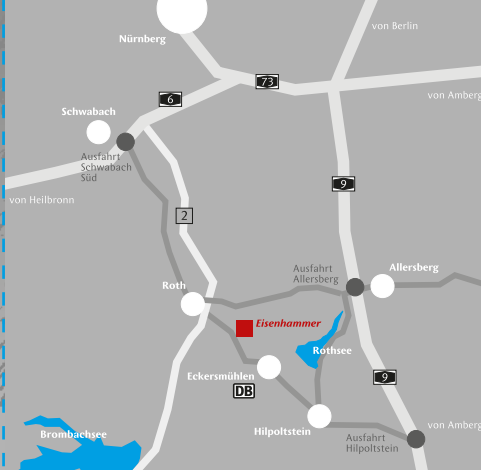 von Berlin
Nürnberg
73
6
von Amberg
Schwabach
Ausfahrt
Schwabach
Süd
9
von Heilbronn
2
Ausfahrt
Allersberg
Allersberg
Roth
Eisenhammer
Rothsee
Eckersmühlen
DB
9
Hilpoltstein
von Amberg
Brombachsee
Ausfahrt
Hilpoltstein